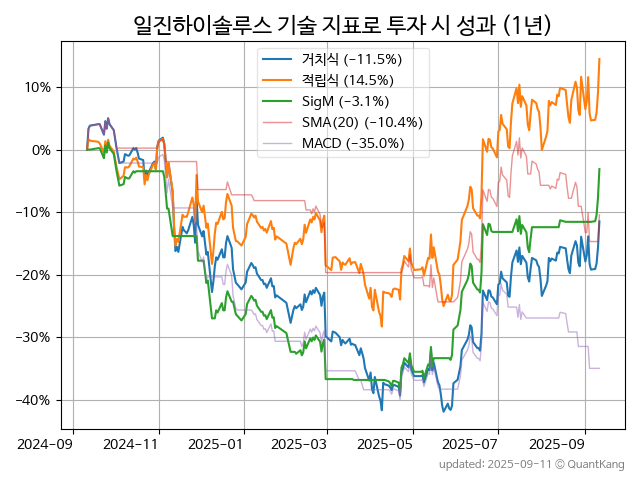 일진하이솔루스 기술 지표로 투자 시 성과 (1년)
거치식 (−11.5%)
적립식 (14.5%)
SigM (−3.1%)
SMA(20) (−10.4%)
MACD (−35.0%)
10%
0%
−10%
−20%
−30%
−40%
2024−09 2024−11 2025−01 2025−03 2025−05 2025−07 2025−09
updated: 2025−09−11 © QuantKang